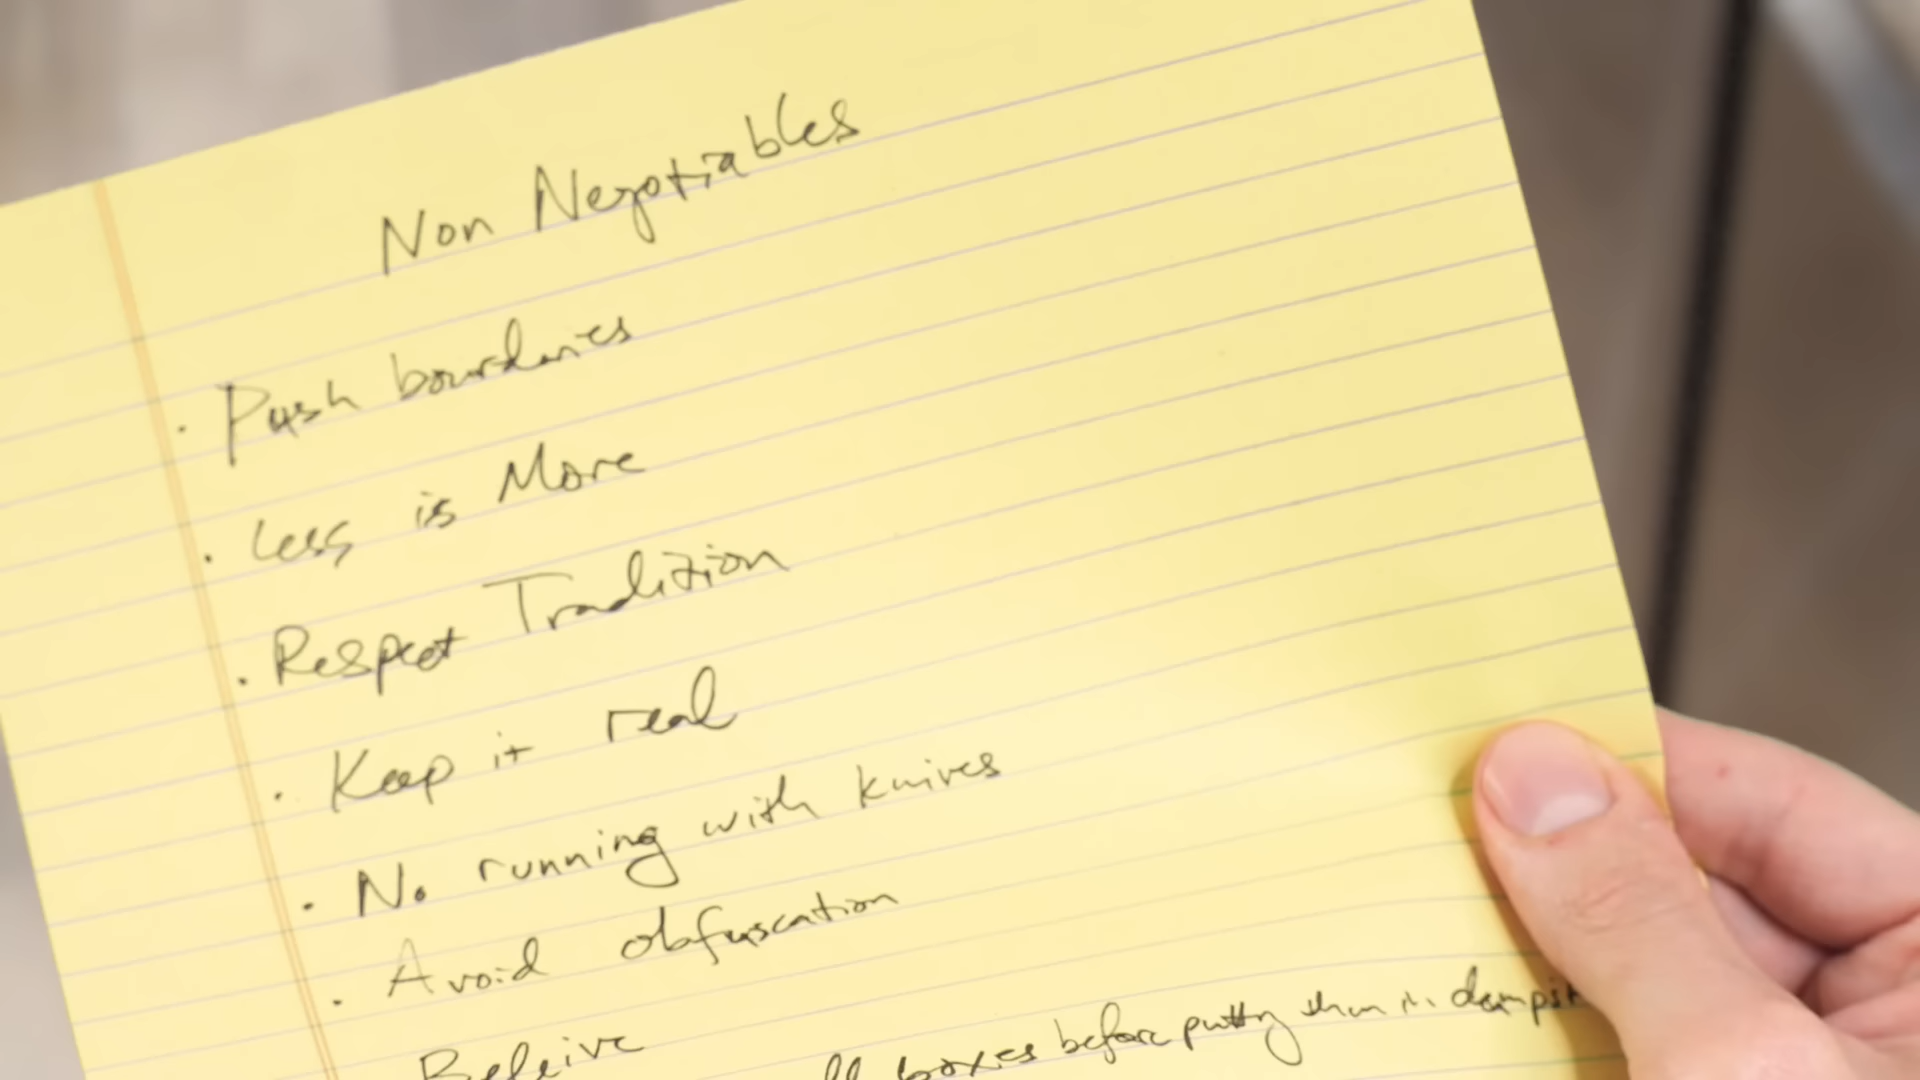 Non Negotiables
· Push boundaries
· Less is More
· Respect Tradition
· Keep it real
· No running with knives
· Avoid obfuscation
Beleive
boxes before putting them in